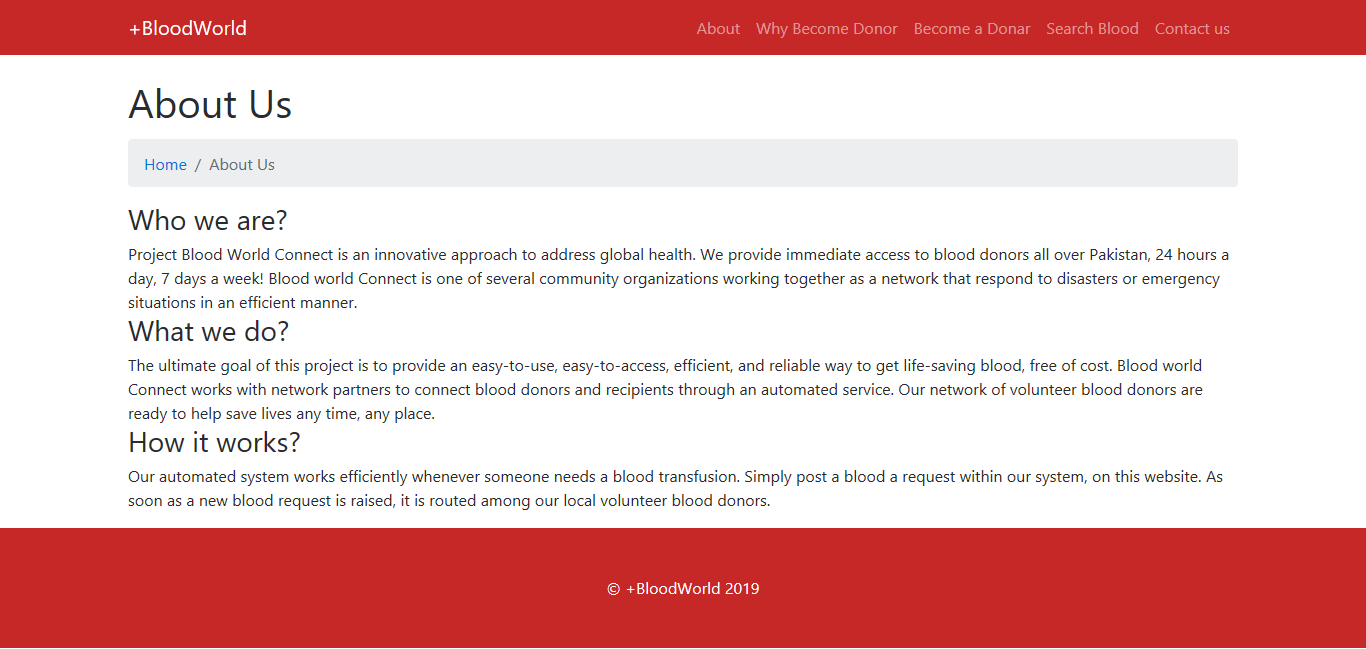 +BloodWorld
About Why Become Donor Become a Donar Search Blood Contact us
About Us
Home / About Us
Who we are?
Project Blood World Connect is an innovative approach to address global health. We provide immediate access to blood donors all over Pakistan, 24 hours a
day, 7 days a week! Blood world Connect is one of several community organizations working together as a network that respond to disasters or emergency
situations in an efficient manner.
What we do?
The ultimate goal of this project is to provide an easy-to-use, easy-to-access, efficient, and reliable way to get life-saving blood, free of cost. Blood world
Connect works with network partners to connect blood donors and recipients through an automated service. Our network of volunteer blood donors are
ready to help save lives any time, any place.
How it works?
Our automated system works efficiently whenever someone needs a blood transfusion. Simply post a blood a request within our system, on this website. As
soon as a new blood request is raised, it is routed among our local volunteer blood donors.
© +BloodWorld 2019